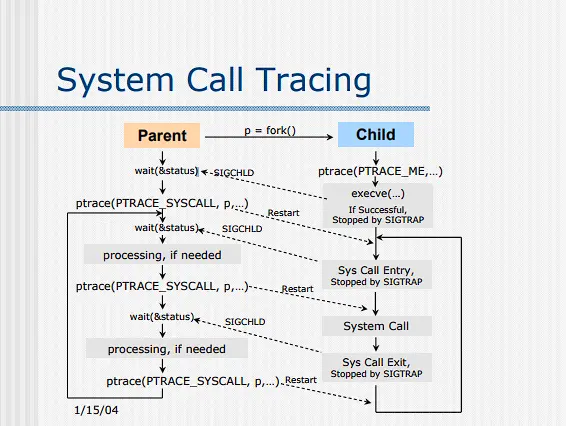 System Call Tracing
Parent
p = fork()
Child
wait(&status)
SIGCHLD
ptrace(PTRACE_ME,...)
ptrace(PTRACE_SYSCALL, p,...)
execve(...)
If Successful,
Stopped by SIGTRAP
Restart
wait(&status)
SIGCHLD
processing, if needed
Sys Call Entry,
Stopped by SIGTRAP
ptrace(PTRACE_SYSCALL, p,...)
Restart
wait(&status)
SIGCHLD
System Call
processing, if needed
Sys Call Exit,
Stopped by SIGTRAP
ptrace(PTRACE_SYSCALL, p,...)
Restart
1/15/04